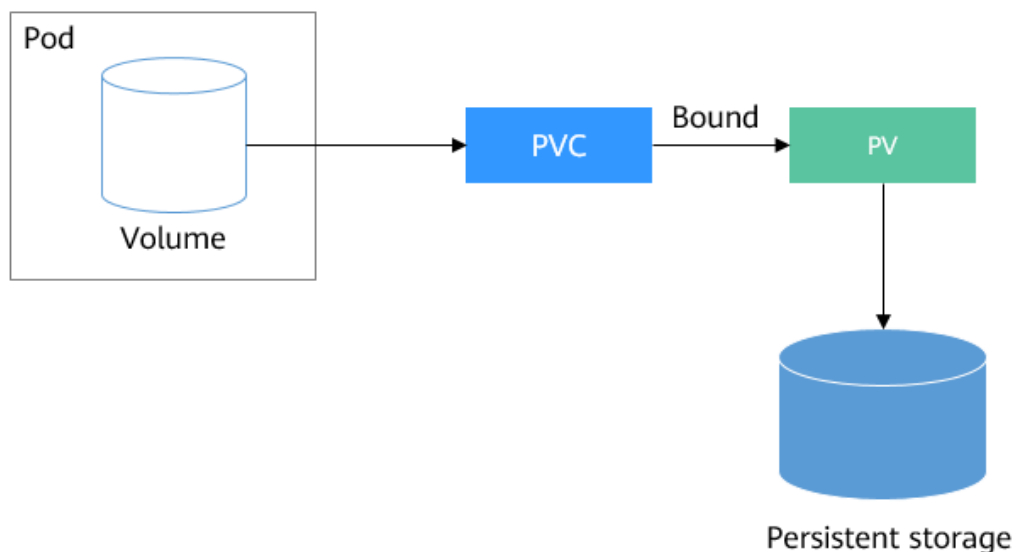 Pod
Volume
PVC
Bound
PV
Persistent storage